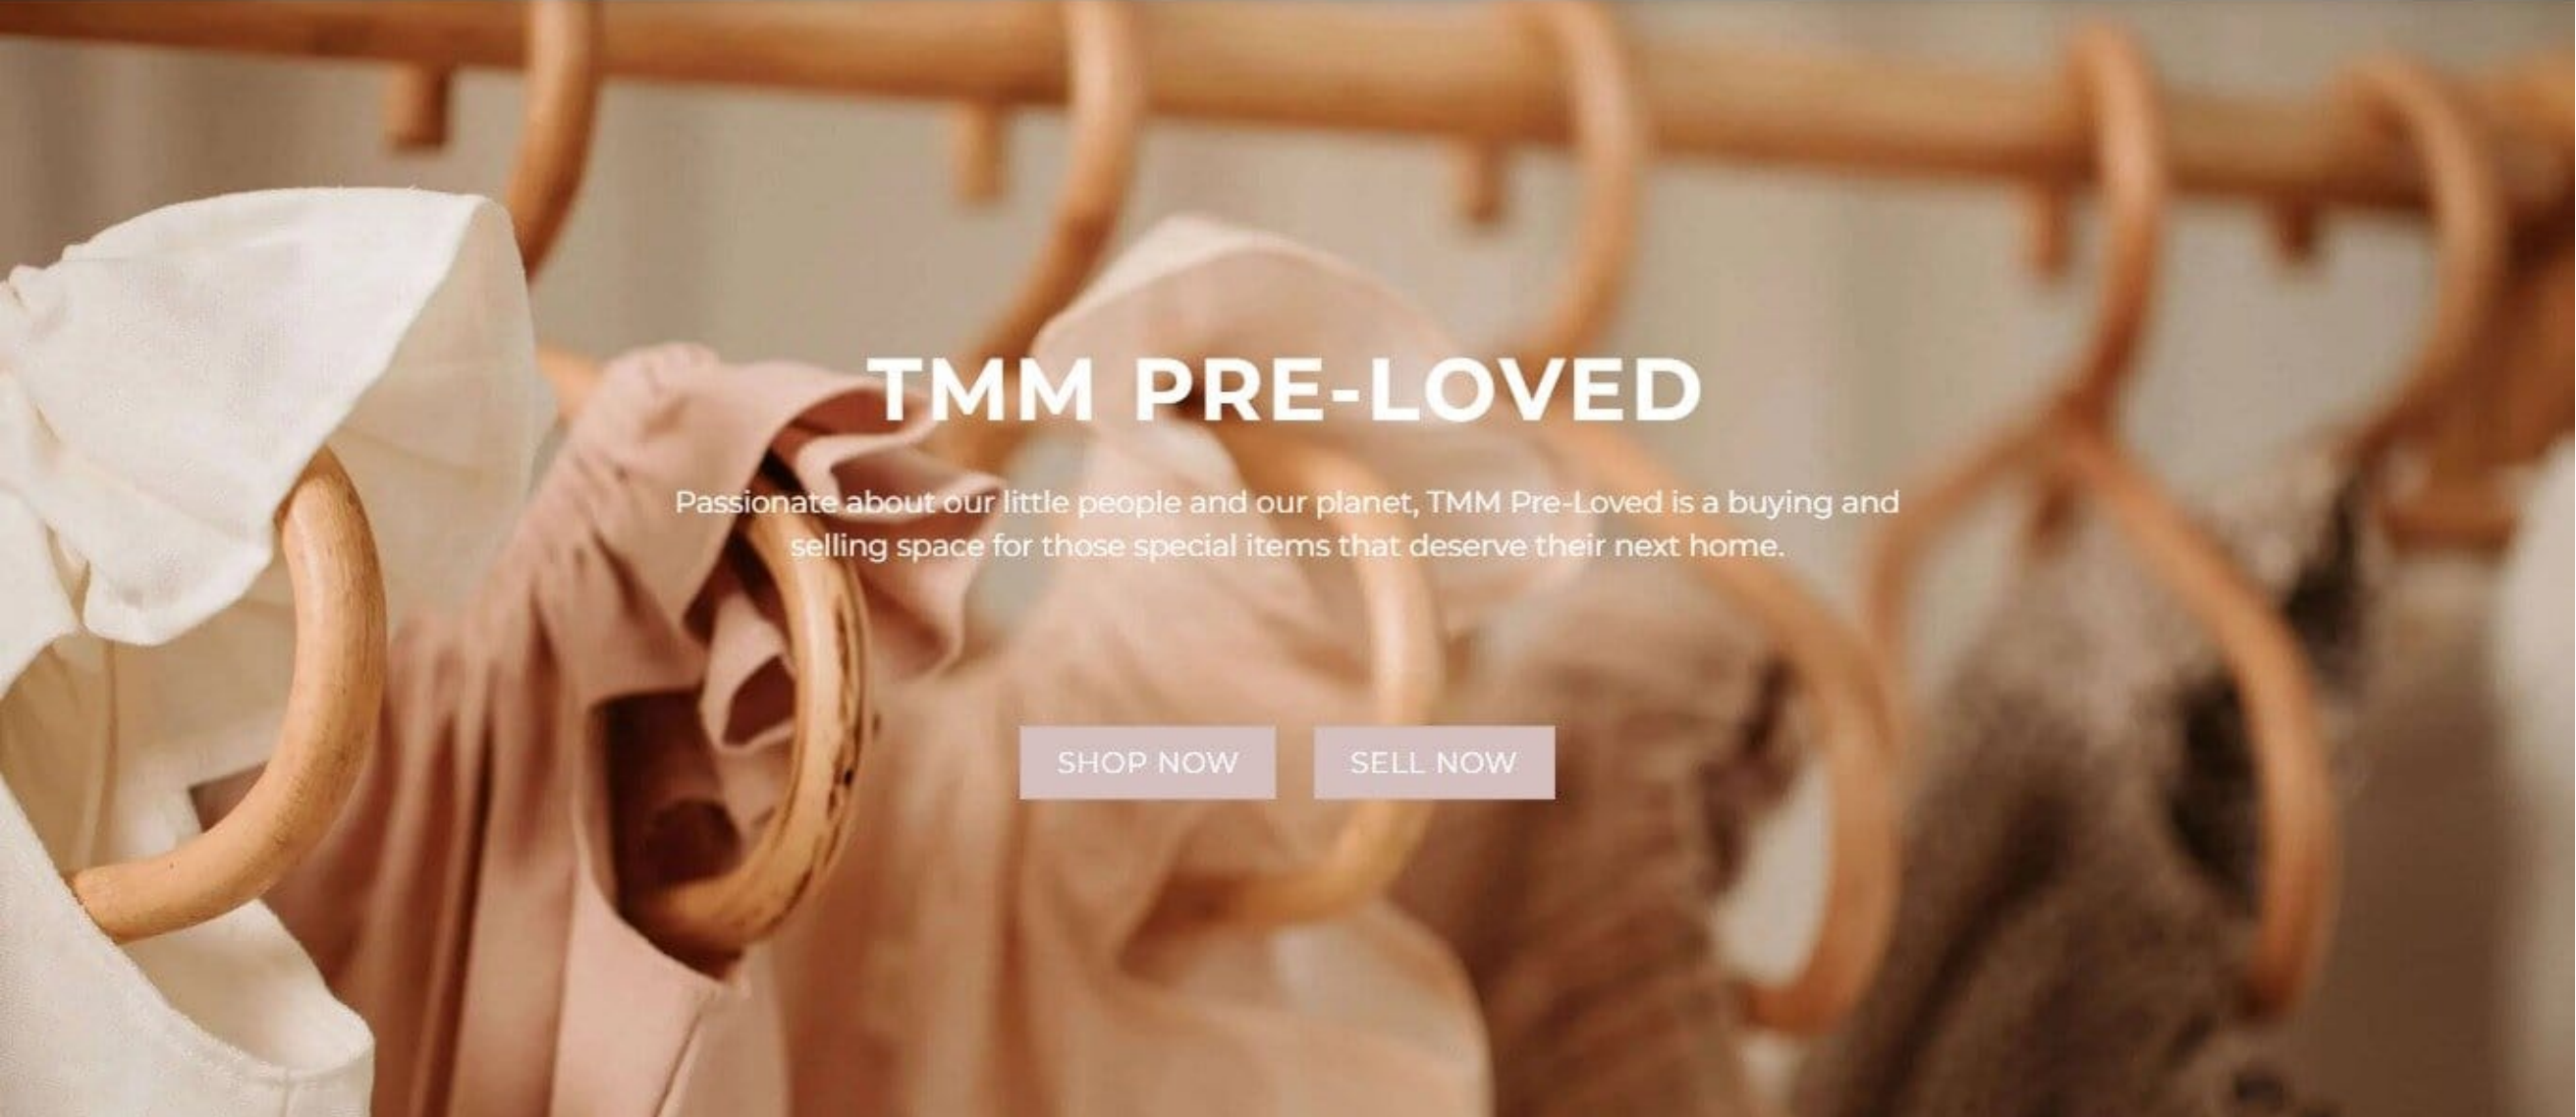 TMM PRE-LOVED
Passionate about our little people and our planet, TMM Pre-Loved is a buying and
selling space for those special items that deserve their next home.
SHOP NOW
SELL NOW